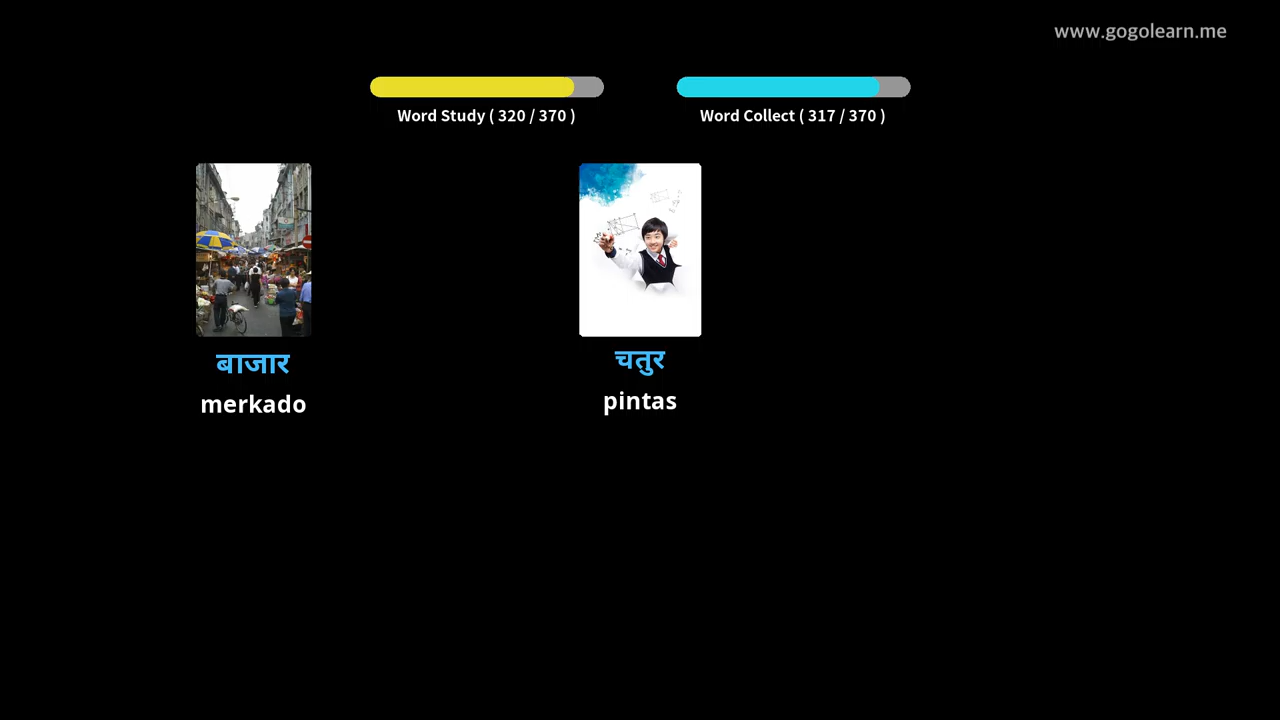 www.gogolearn.me
Word Study ( 320 / 370 )
Word Collect ( 317 / 370 )
बाजार
merkado
चतुर
pintas